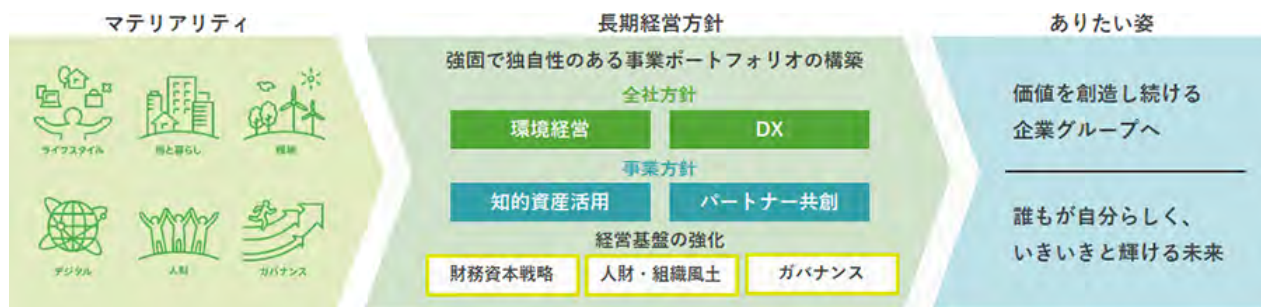 マテリアリティ
ライフスタイル
街と暮らし
環境
デジタル
人財
ガバナンス
長期経営方針
強固で独自性のある事業ポートフォリオの構築
全社方針
環境経営
DX
事業方針
知的資産活用
パートナー共創
経営基盤の強化
財務資本戦略
人財・組織風土
ガバナンス
ありたい姿
価値を創造し続ける
企業グループへ
誰もが自分らしく、
いきいきと輝ける未来